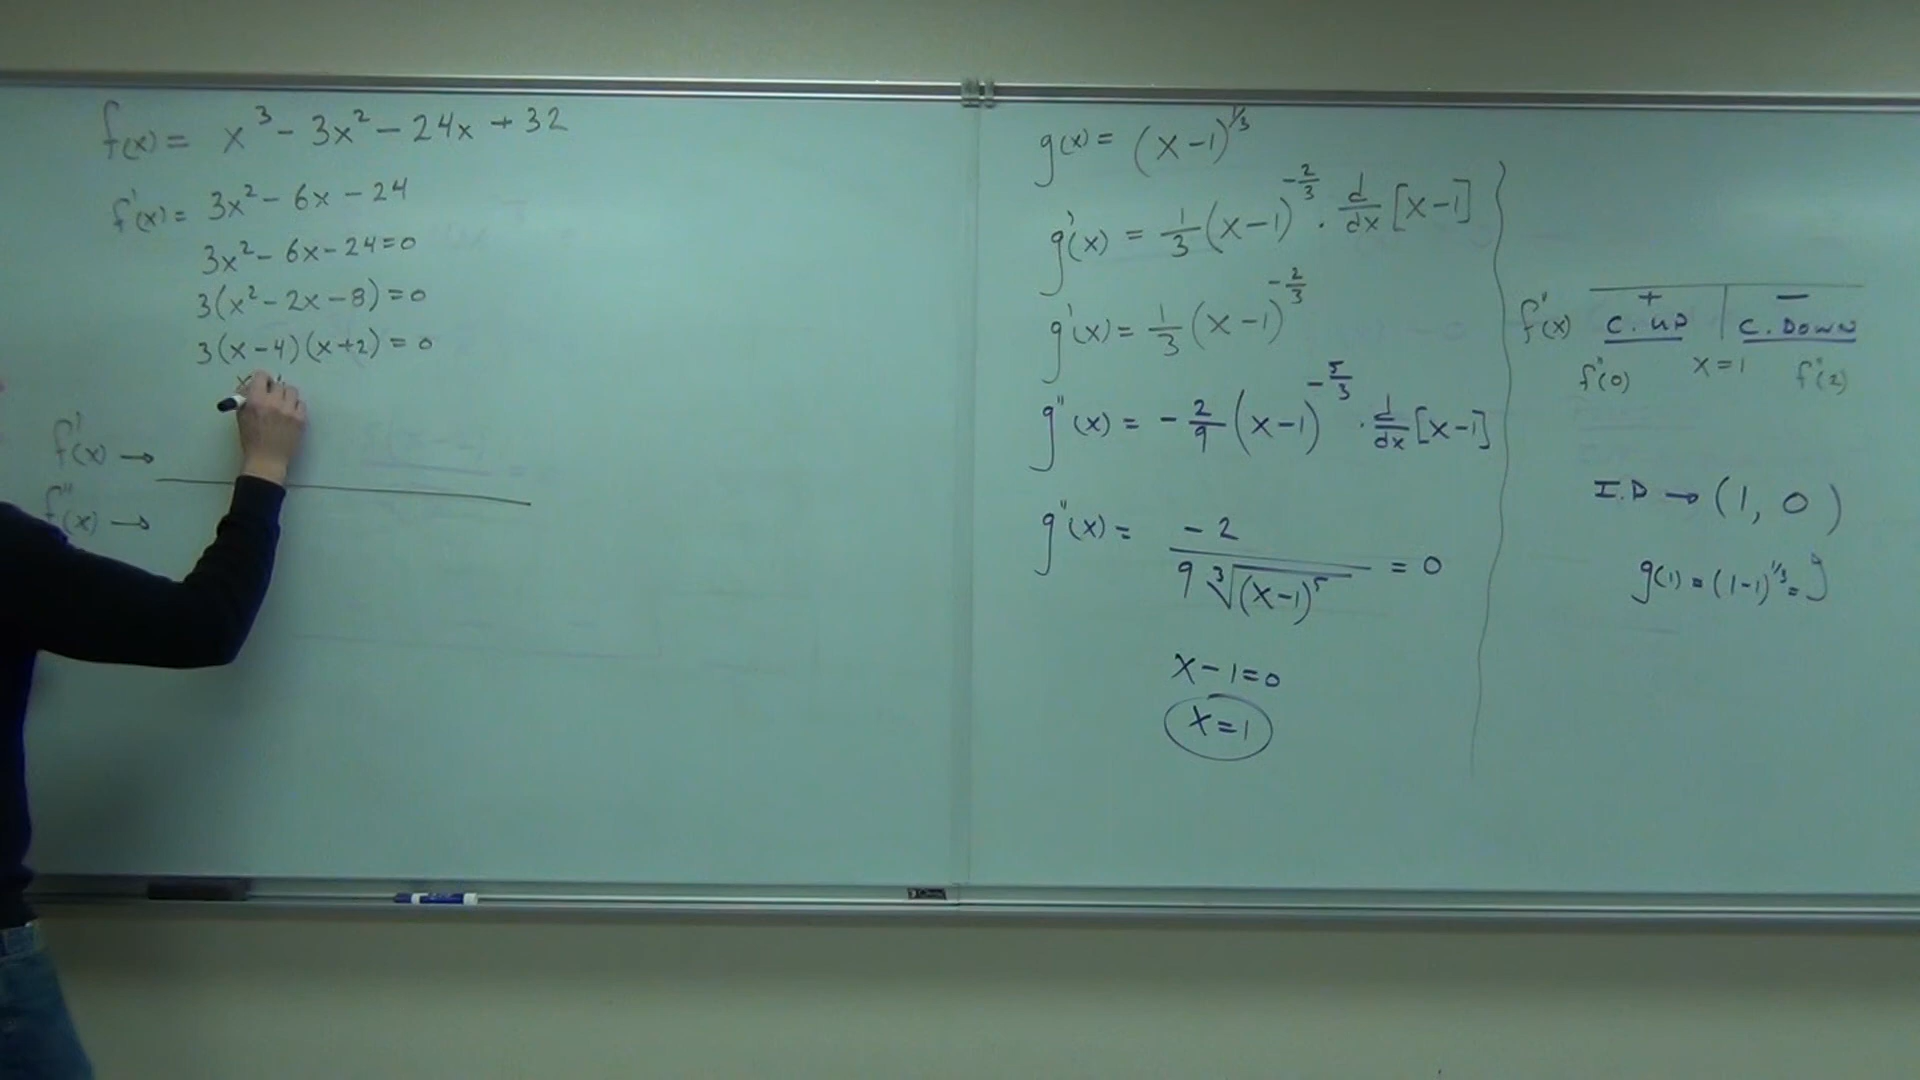 f(x) = x³ - 3x² - 24x + 32
f'(x) = 3x² - 6x - 24
3x² - 6x - 24 = 0
3(x² - 2x - 8) = 0
3(x - 4)(x + 2) = 0
x
f'(x) →
f''(x) →
g(x) = (x - 1)^1/3
g'(x) = 1/3 (x - 1)^-2/3 · d/dx [x - 1]
g'(x) = 1/3 (x - 1)^-2/3
g''(x) = - 2/9 (x - 1)^-5/3 · d/dx [x - 1]
g''(x) = -2 / 9 ∛(x - 1)⁵ = 0
x - 1 = 0
x = 1
+ −
f''(x) C. UP C. DOWN
f''(0) x = 1 f''(2)
I.P → (1, 0)
g(1) = (1 - 1)^1/3 =